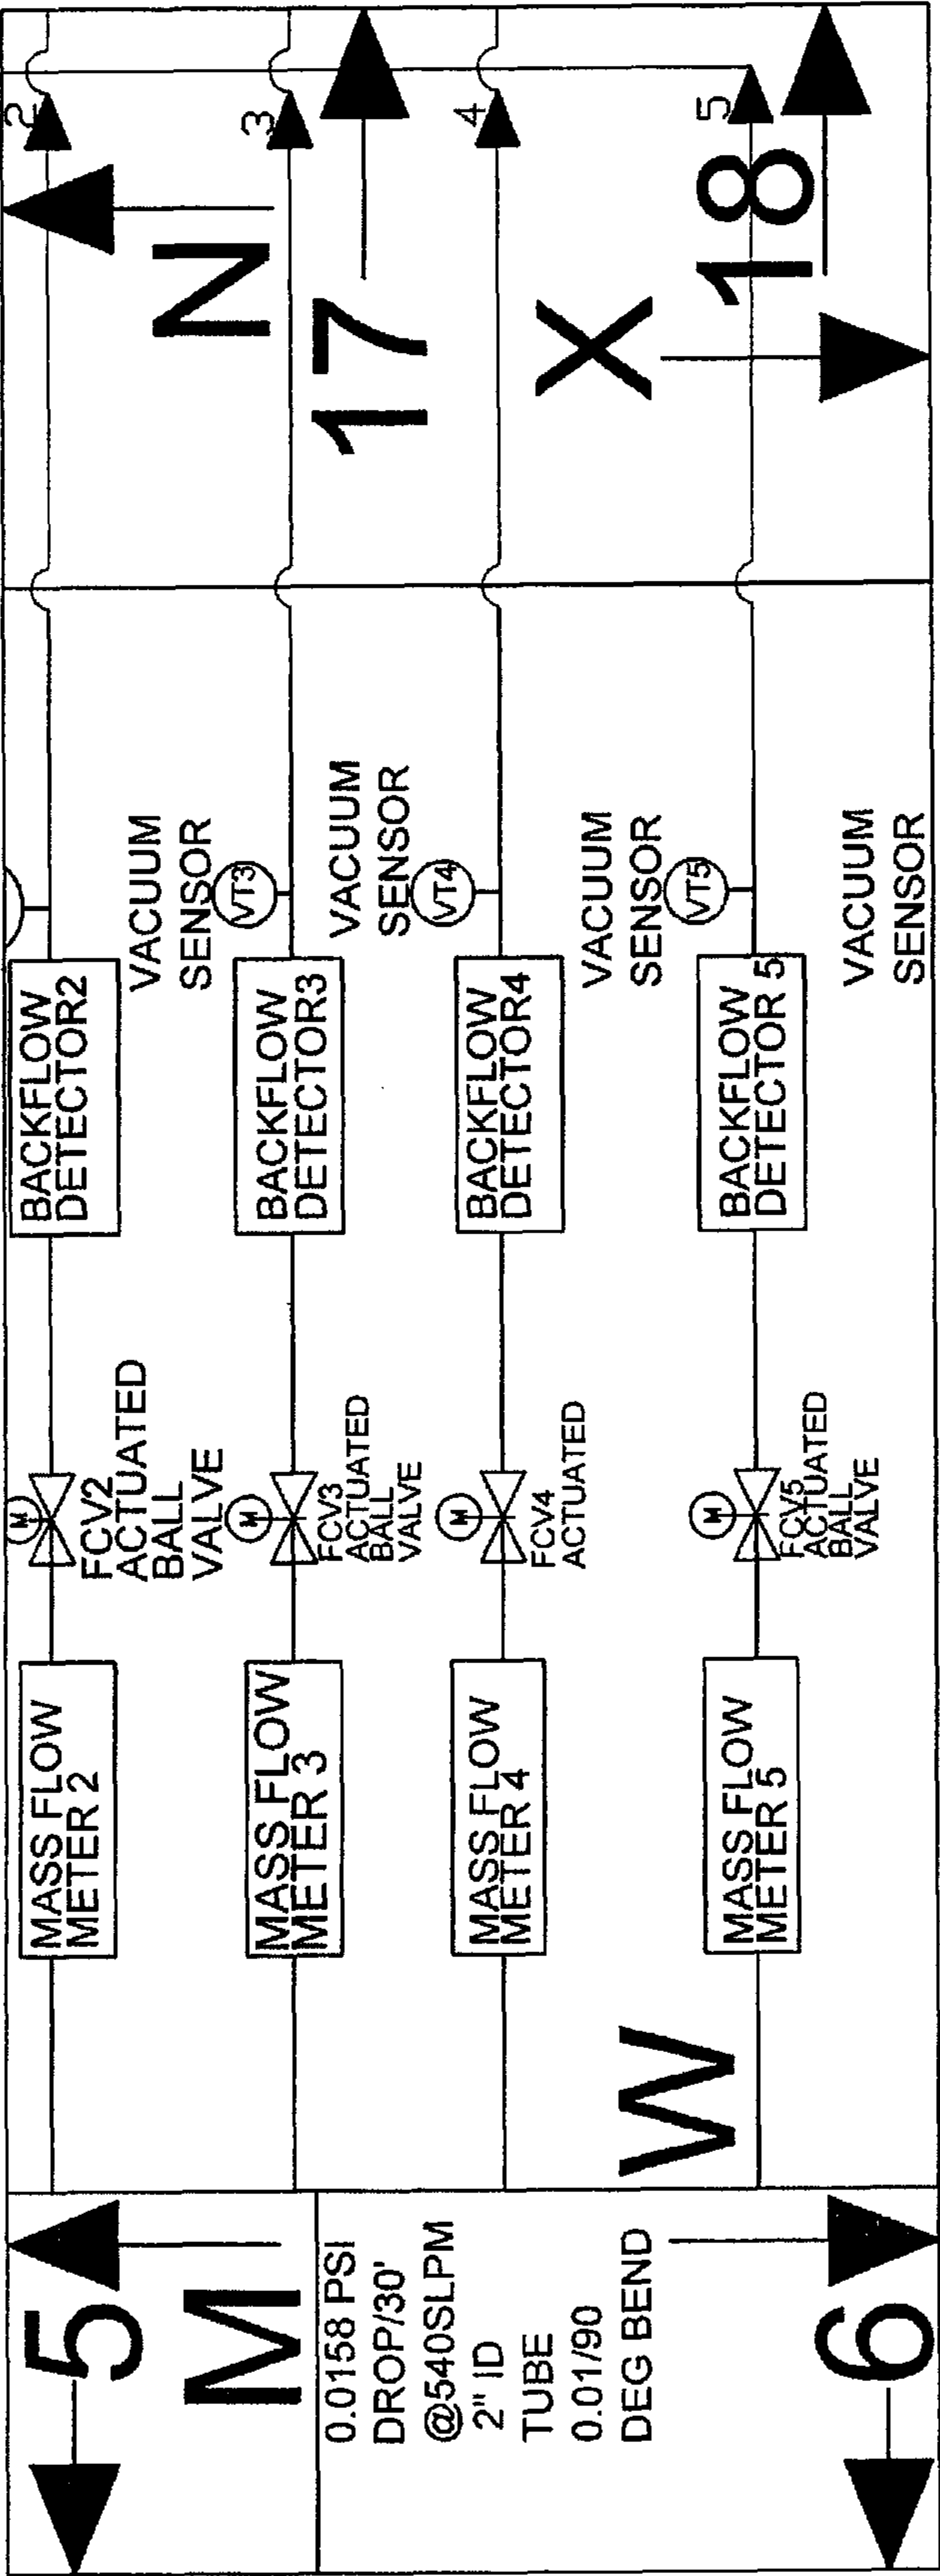 5
M
0.0158 PSI
DROP/30'
@540SLPM
2" ID
TUBE
0.01/90
DEG BEND
6
W
MASS FLOW
METER 2
MASS FLOW
METER 3
MASS FLOW
METER 4
MASS FLOW
METER 5
M
FCV2
ACTUATED
BALL
VALVE
M
FCV3
ACTUATED
BALL
VALVE
M
FCV4
ACTUATED
M
FCV5
ACTUATED
BALL
VALVE
BACKFLOW
DETECTOR2
BACKFLOW
DETECTOR3
BACKFLOW
DETECTOR4
BACKFLOW
DETECTOR 5
VACUUM
SENSOR
VT3
VACUUM
SENSOR
VT4
VACUUM
SENSOR
VT5
VACUUM
SENSOR
N
17
X
18
2
3
4
5